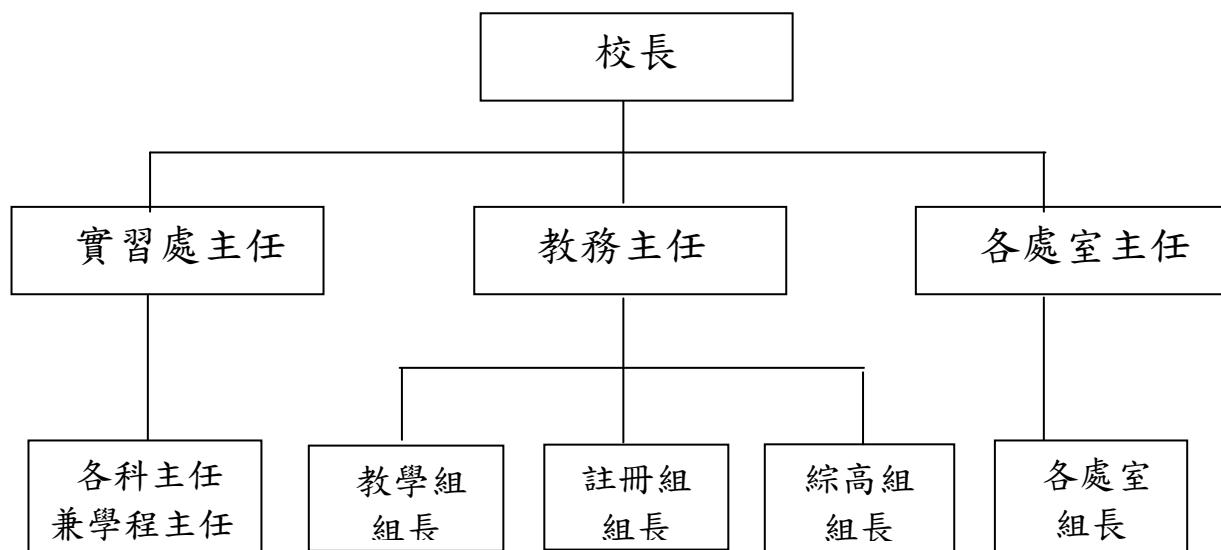 校長
實習處主任
教務主任
各處室主任
各科主任
兼學程主任
教學組
組長
註冊組
組長
綜高組
組長
各處室
組長